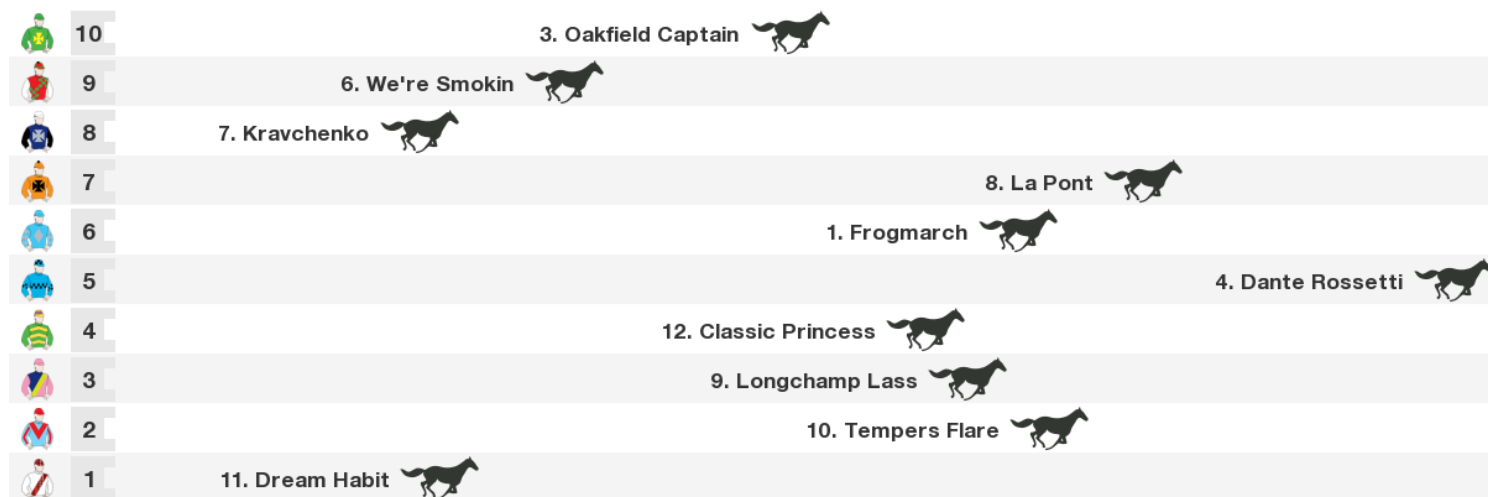 10 3. Oakfield Captain
9 6. We're Smokin
8 7. Kravchenko
7 8. La Pont
6 1. Frogmarch
5 4. Dante Rossetti
4 12. Classic Princess
3 9. Longchamp Lass
2 10. Tempers Flare
1 11. Dream Habit